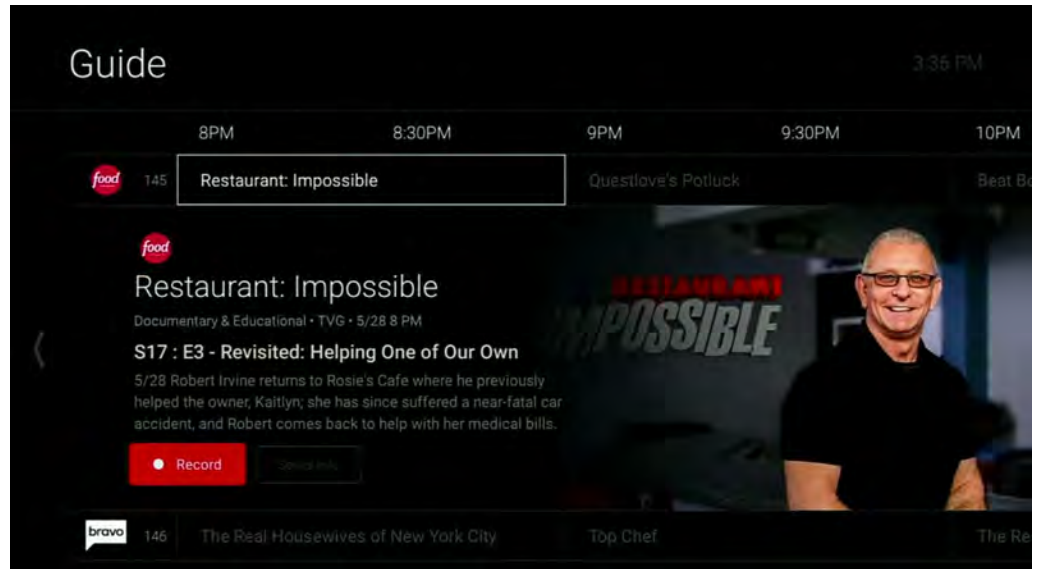 Guide
3:36 PM
8PM 8:30PM 9PM 9:30PM 10PM
food 145 Restaurant: Impossible Questlove's Potluck Beat Bo
food
Restaurant: Impossible
Documentary & Educational • TVG • 5/28 8 PM
S17 : E3 - Revisited: Helping One of Our Own
5/28 Robert Irvine returns to Rosie's Cafe where he previously
helped the owner, Kaitlyn; she has since suffered a near-fatal car
accident, and Robert comes back to help with her medical bills.
RESTAURANT
IMPOSSIBLE
Record
bravo 146 The Real Housewives of New York City Top Chef The Re